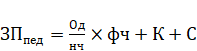 ЗПпед = Од/нч × фч + К + С